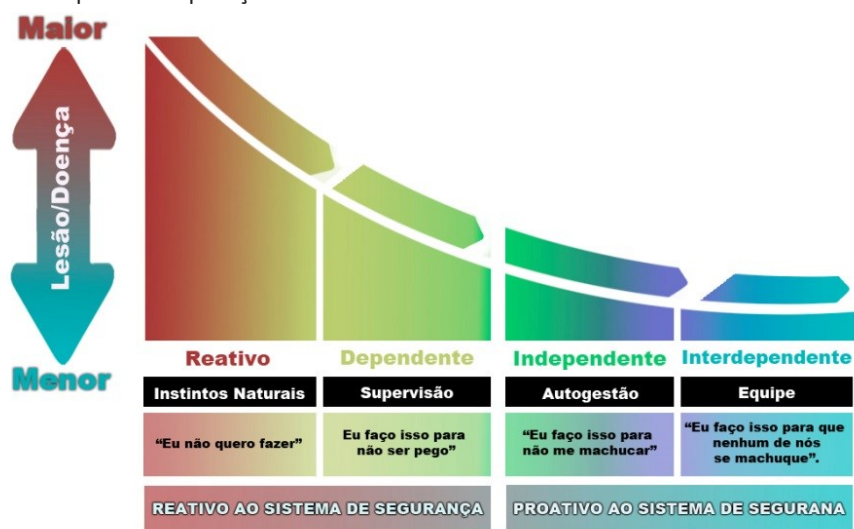 Maior
Lesão/Doença
Menor
Reativo
Dependente
Independente
Interdependente
Instintos Naturais
Supervisão
Autogestão
Equipe
“Eu não quero fazer”
Eu faço isso para
não ser pego”
“Eu faço isso para
não me machucar”
“Eu faço isso para que
nenhum de nós
se machuque”.
REATIVO AO SISTEMA DE SEGURANÇA
PROATIVO AO SISTEMA DE SEGURANA